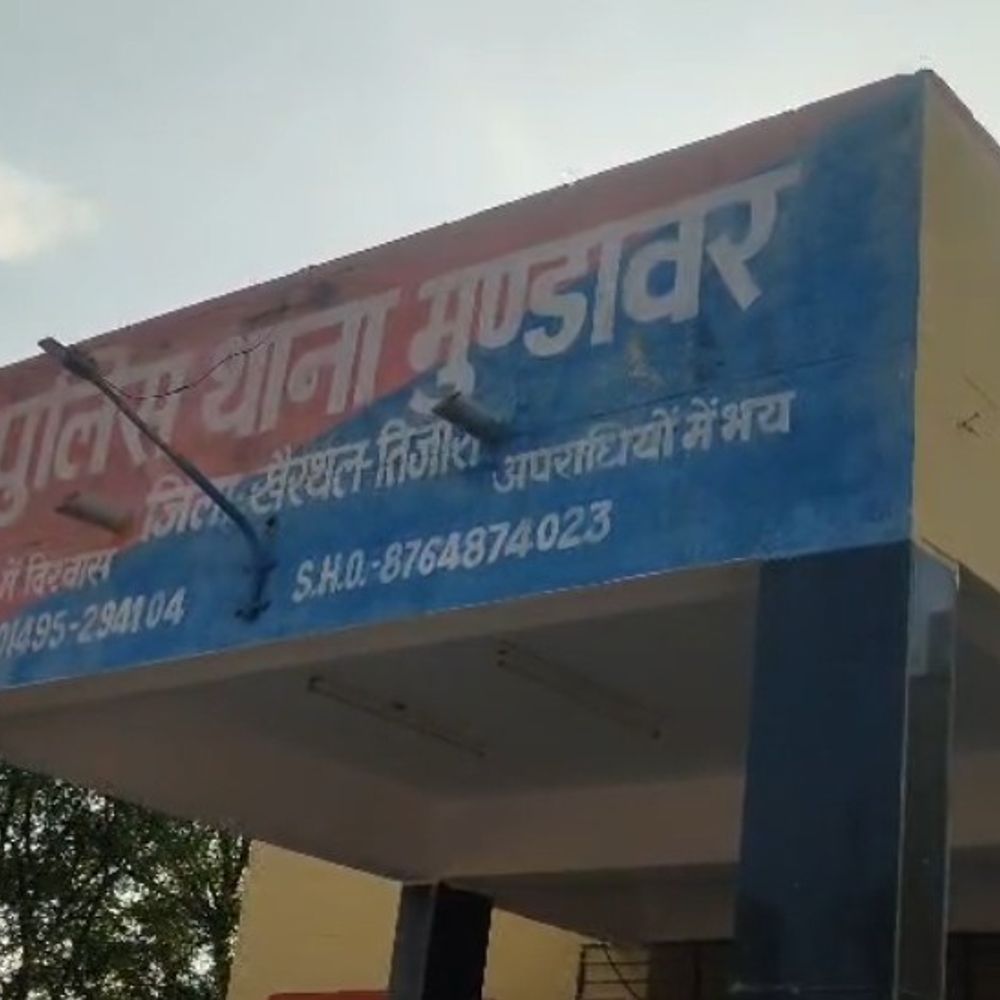 पुलिस थाना मुण्डावर
जिला-खैरथल-तिजारा
में विश्वास अपराधियों में भय
01495-294104 S.H.O.-8764874023